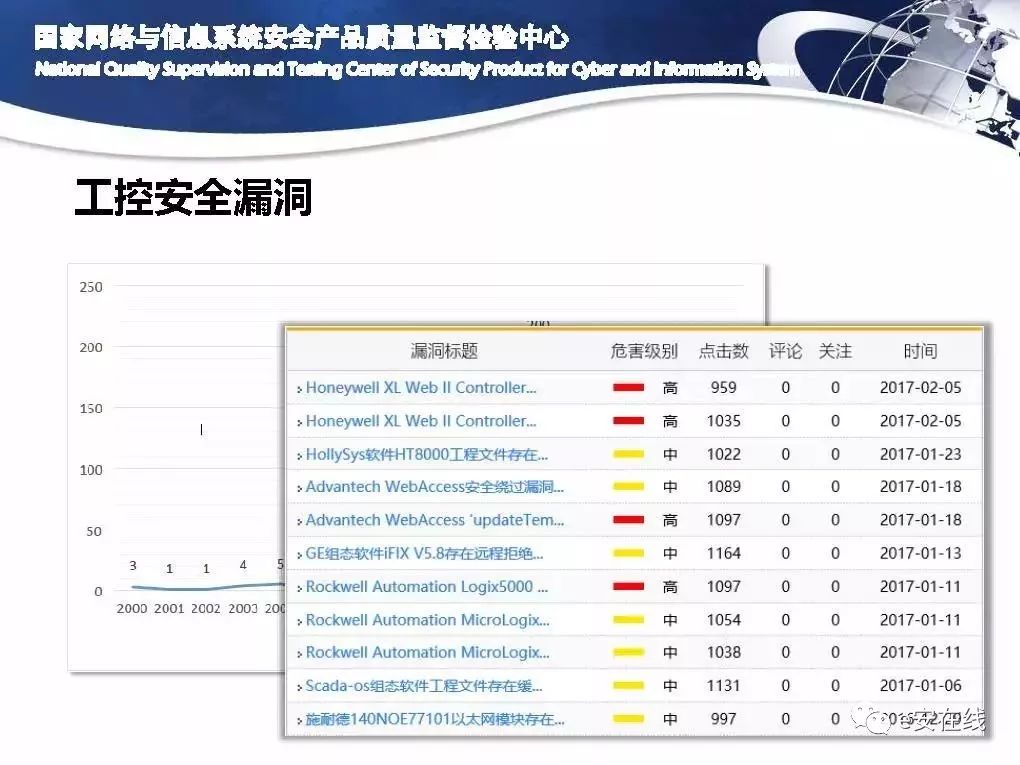 国家网络与信息系统安全产品质量监督检验中心
National Quality Supervision and Testing Center of Security Product for Cyber and Information System
工控安全漏洞
250
200
150
100
50
0
200
3 1 1 4 5
2000 2001 2002 2003
漏洞标题 危害级别 点击数 评论 关注 时间
Honeywell XL Web II Controller... 高 959 0 0 2017-02-05
Honeywell XL Web II Controller... 高 1035 0 0 2017-02-05
HollySys软件HT8000工程文件存在... 中 1022 0 0 2017-01-23
Advantech WebAccess安全绕过漏洞... 中 1089 0 0 2017-01-18
Advantech WebAccess 'updateTem... 高 1097 0 0 2017-01-18
GE组态软件iFIX V5.8存在远程拒绝... 中 1164 0 0 2017-01-13
Rockwell Automation Logix5000 ... 高 1097 0 0 2017-01-11
Rockwell Automation MicroLogix... 中 1054 0 0 2017-01-11
Rockwell Automation MicroLogix... 中 1038 0 0 2017-01-11
Scada-os组态软件工程文件存在缓... 中 1131 0 0 2017-01-06
施耐德140NOE77101以太网模块存在... 中 997 0 0
e安在线